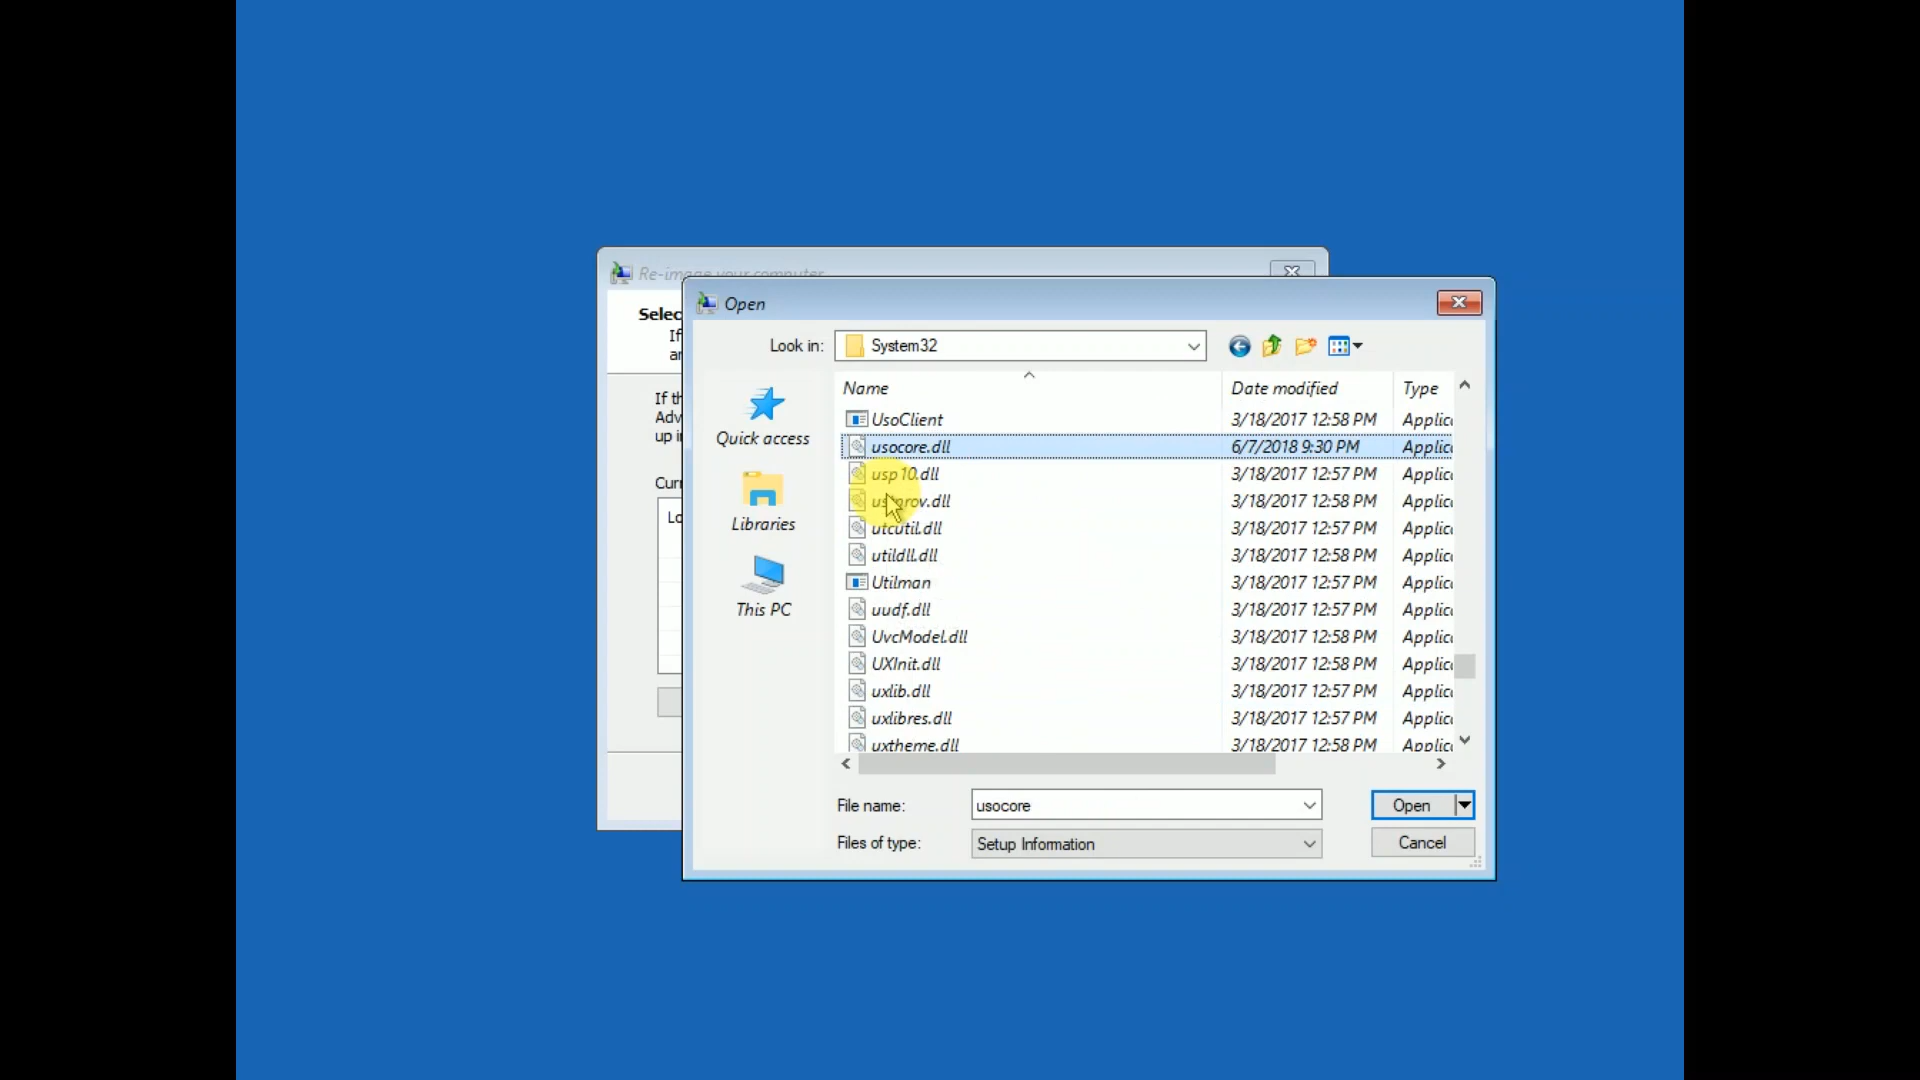 Re-image your computer
Selec
If
an
If th
Adv
up in
Curr
Lo
Open
Look in:
System32
Quick access
Libraries
This PC
Name Date modified Type
UsoClient 3/18/2017 12:58 PM Applic
usocore.dll 6/7/2018 9:30 PM Applic
usp10.dll 3/18/2017 12:57 PM Applic
3/18/2017 12:58 PM Applic
utcutil.dll 3/18/2017 12:58 PM Applic
utildll.dll 3/18/2017 12:58 PM Applic
Utilman 3/18/2017 12:57 PM Applic
uudf.dll 3/18/2017 12:57 PM Applic
UvcModel.dll 3/18/2017 12:58 PM Applic
UXInit.dll 3/18/2017 12:58 PM Applic
uxlib.dll 3/18/2017 12:57 PM Applic
uxlibres.dll 3/18/2017 12:57 PM Applic
uxtheme.dll 3/18/2017 12:58 PM Applic
File name: usocore
Open
Files of type: Setup Information
Cancel